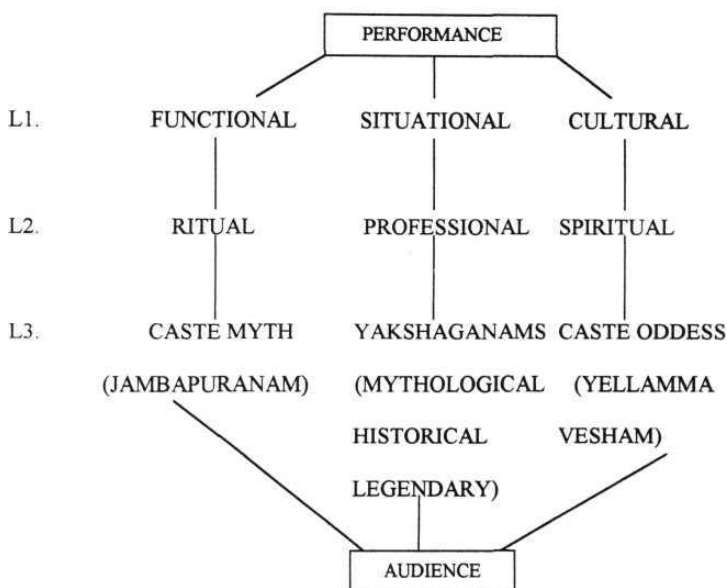 PERFORMANCE
L1. FUNCTIONAL SITUATIONAL CULTURAL
L2. RITUAL PROFESSIONAL SPIRITUAL
L3. CASTE MYTH YAKSHAGANAMS CASTE ODDESS
(JAMBAPURANAM) (MYTHOLOGICAL (YELLAMMA
HISTORICAL VESHAM)
LEGENDARY)
AUDIENCE